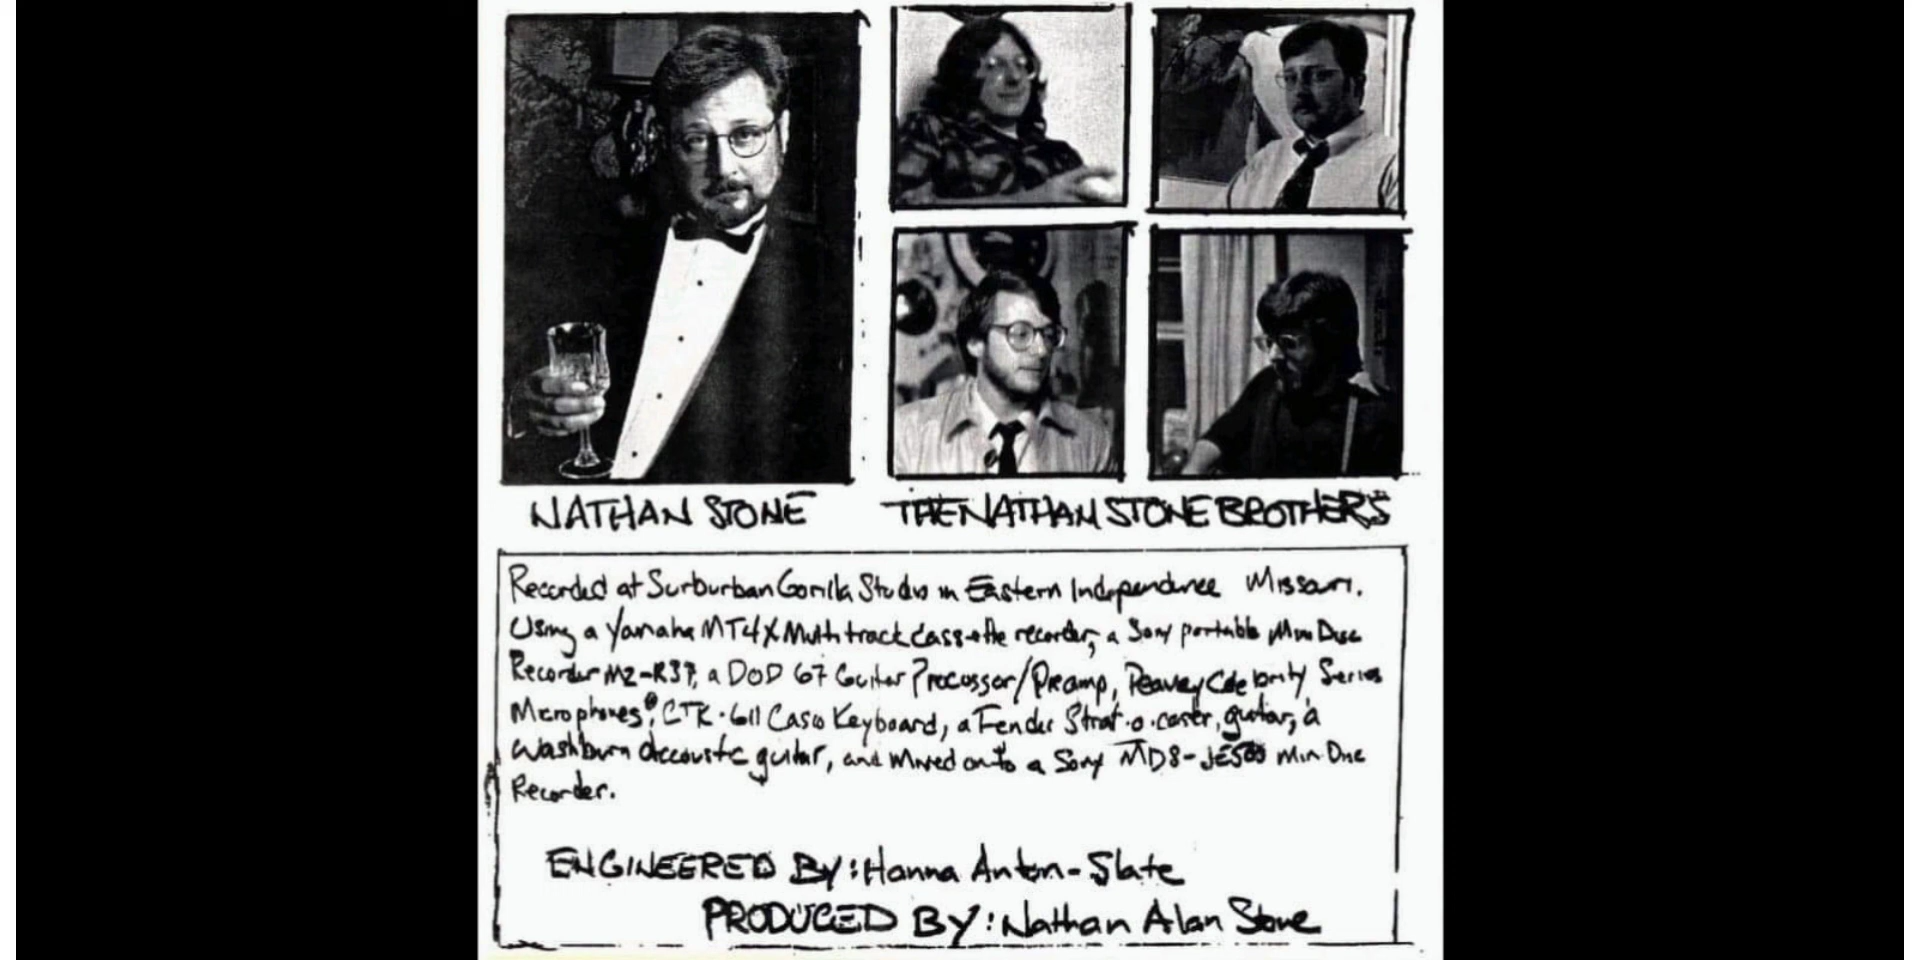 NATHAN STONE
THE NATHAN STONE BROTHERS
Recorded at Surburban Gorilla Studio in Eastern Independence Missouri.
Using a Yamaha MT4X Multitrack Cassette recorder, a Sony portable Mini Disc
Recorder MZ-R37, a DOD G7 Guitar Processor/Preamp, Peavey Celebrity Series
Microphones, CTK-611 Casio Keyboard, a Fender Strat-o-caster, guitar, a
Washburn Accoustic guitar, and Mixed onto a Sony MDS-JE500 Mini Disc
Recorder.
ENGINEERED BY: Hanna Anton-Slate
PRODUCED BY: Nathan Alan Stone